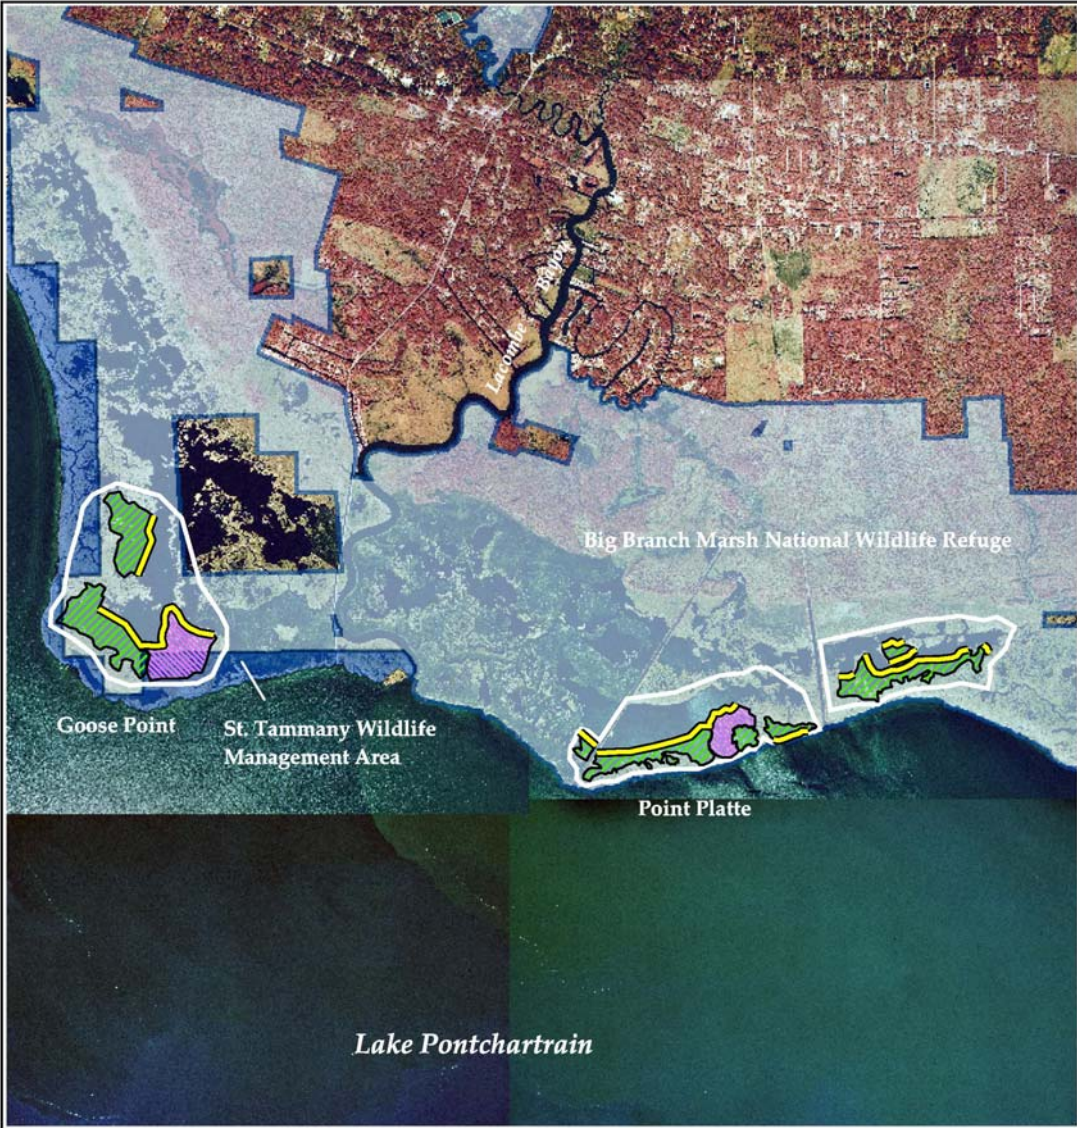 Bayou
Lacombe
Big Branch Marsh National Wildlife Refuge
Goose Point
St. Tammany Wildlife
Management Area
Point Platte
Lake Pontchartrain